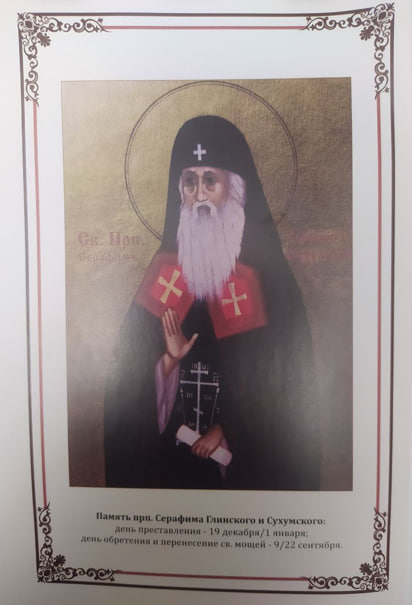 Св. Прп.
Серафимъ
Память прп. Серафима Глинского и Сухумского:
день преставления - 19 декабря/1 января;
день обретения и перенесение св. мощей - 9/22 сентября.